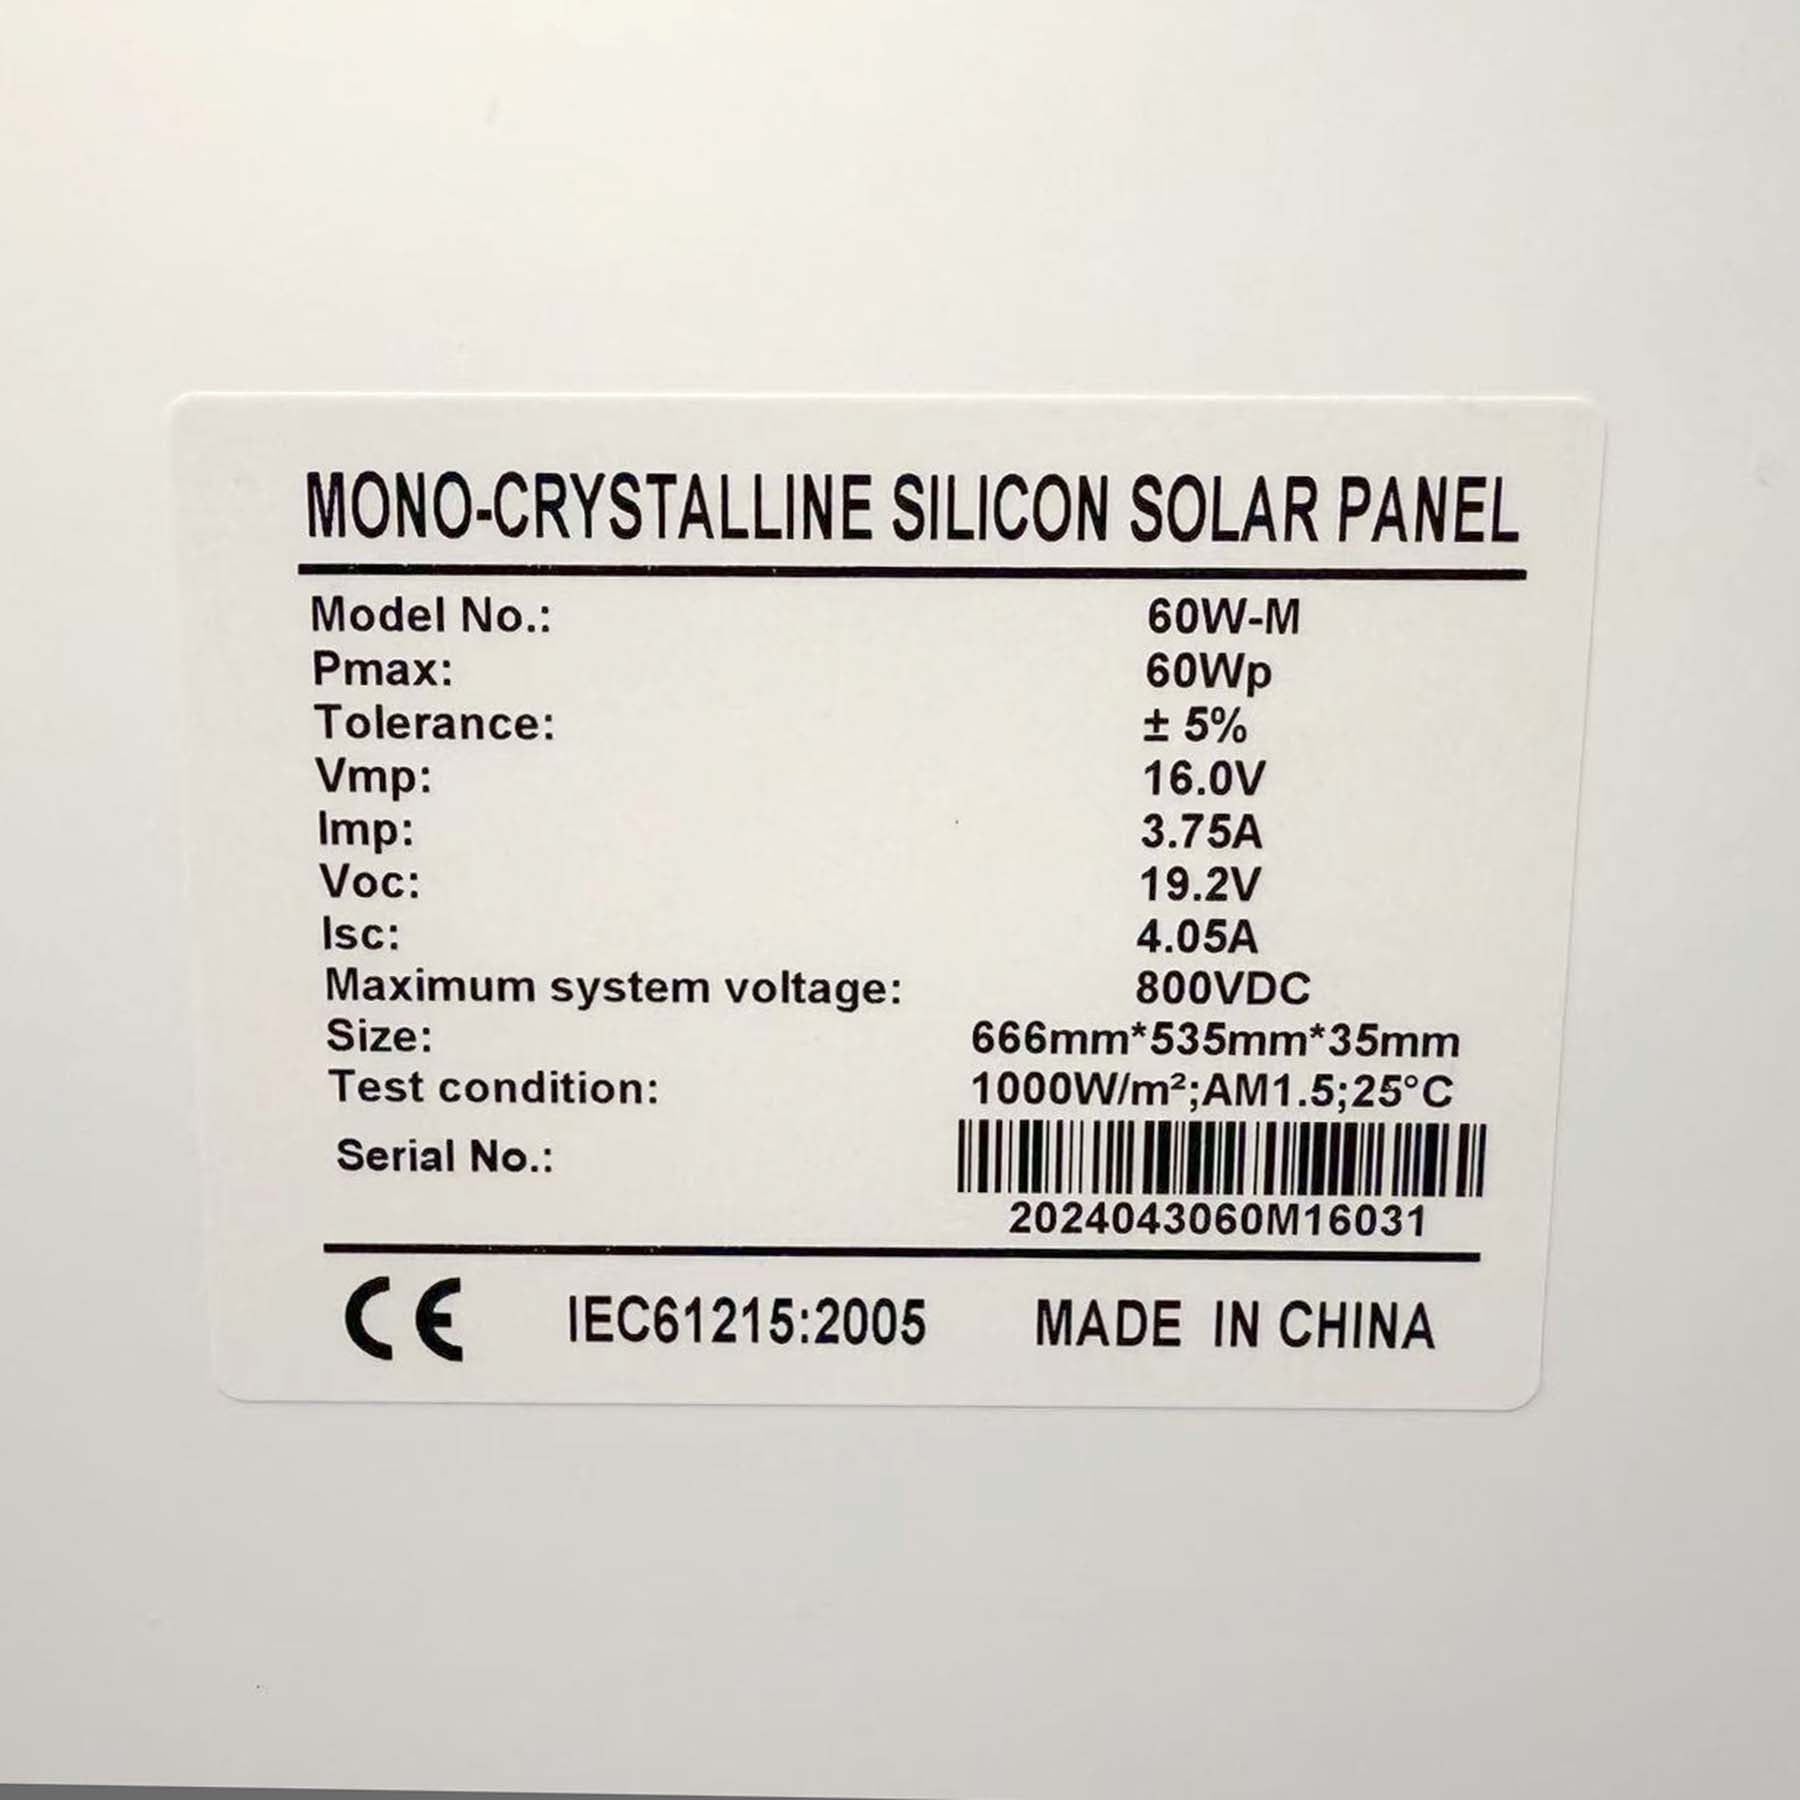 MONO-CRYSTALLINE SILICON SOLAR PANEL
Model No.: 60W-M
Pmax: 60Wp
Tolerance: ± 5%
Vmp: 16.0V
Imp: 3.75A
Voc: 19.2V
Isc: 4.05A
Maximum system voltage: 800VDC
Size: 666mm*535mm*35mm
Test condition: 1000W/m²;AM1.5;25°C
Serial No.:
2024043060M16031
CE IEC61215:2005 MADE IN CHINA